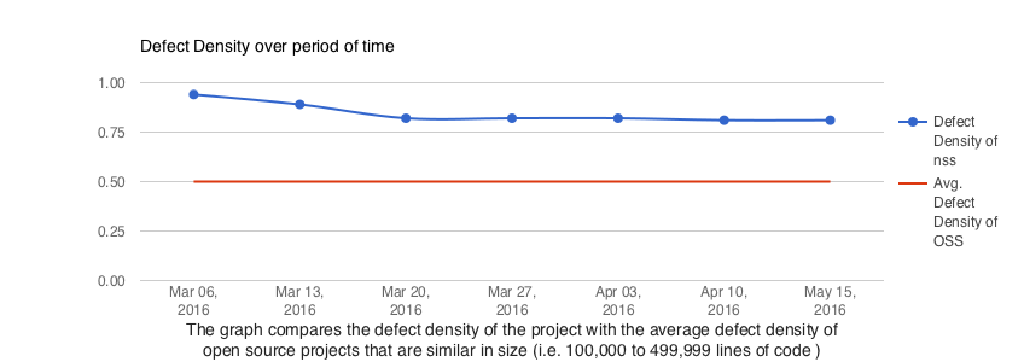 Defect Density over period of time
1.00
0.75
0.50
0.25
0.00
Mar 06,
2016
Mar 13,
2016
Mar 20,
2016
Mar 27,
2016
Apr 03,
2016
Apr 10,
2016
May 15,
2016
Defect
Density of
nss
Avg.
Defect
Density of
OSS
The graph compares the defect density of the project with the average defect density of
open source projects that are similar in size (i.e. 100,000 to 499,999 lines of code )